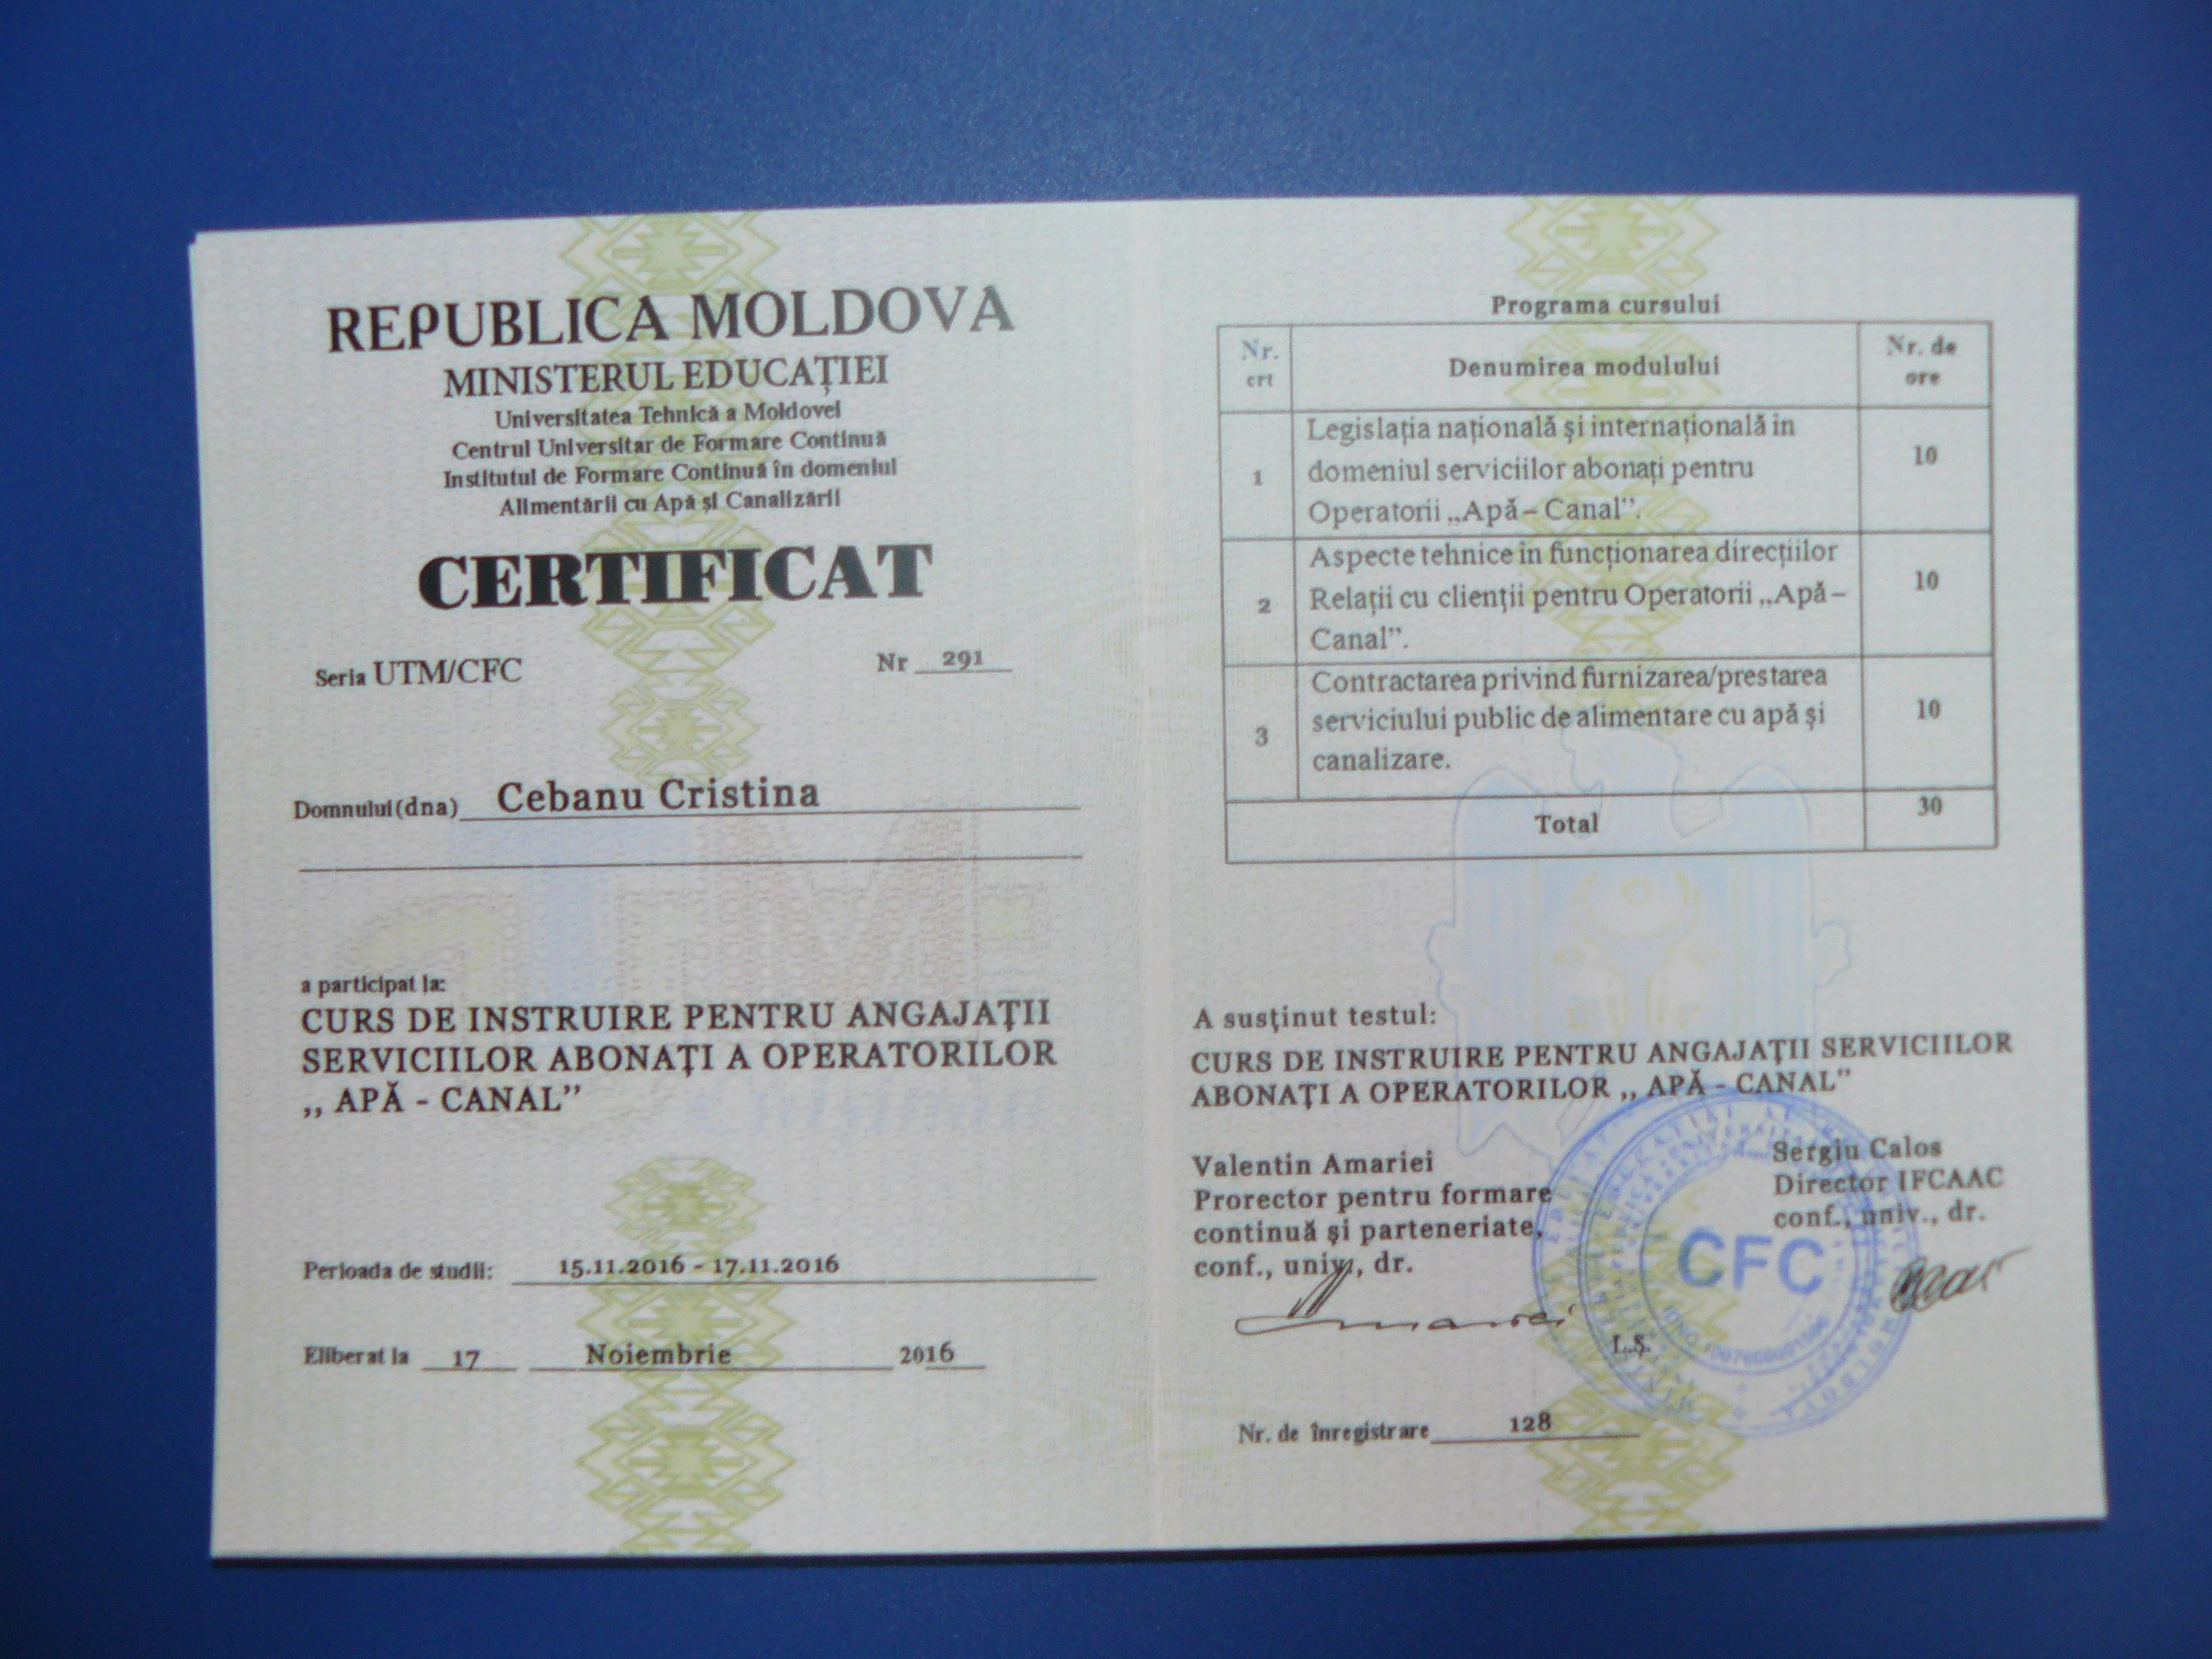 REPUBLICA MOLDOVA
MINISTERUL EDUCAȚIEI
Universitatea Tehnică a Moldovei
Centrul Universitar de Formare Continuă
Institutul de Formare Continuă în domeniul
Alimentării cu Apă și Canalizării
CERTIFICAT
Seria UTM/CFC Nr 291
Domnului(dna) Cebanu Cristina
a participat la:
CURS DE INSTRUIRE PENTRU ANGAJAȚII
SERVICIILOR ABONAȚI A OPERATORILOR
,, APĂ - CANAL”
Perioada de studii: 15.11.2016 - 17.11.2016
Eliberat la 17 Noiembrie 2016
Programa cursului
Nr. crt Denumirea modulului Nr. de ore
1 Legislația națională și internațională in
domeniul serviciilor abonați pentru
Operatorii „Apă – Canal”. 10
2 Aspecte tehnice în funcționarea direcțiilor
Relații cu clienții pentru Operatorii „Apă –
Canal”. 10
3 Contractarea privind furnizarea/prestarea
serviciului public de alimentare cu apă și
canalizare. 10
Total 30
A susținut testul:
CURS DE INSTRUIRE PENTRU ANGAJAȚII SERVICIILOR
ABONAȚI A OPERATORILOR ,, APĂ - CANAL”
Valentin Amariei
Prorector pentru formare
continuă și parteneriate,
conf., univ., dr.
Sergiu Calos
Director IFCAAC
conf., univ., dr.
CFC
L.Ș.
Nr. de înregistrare 128